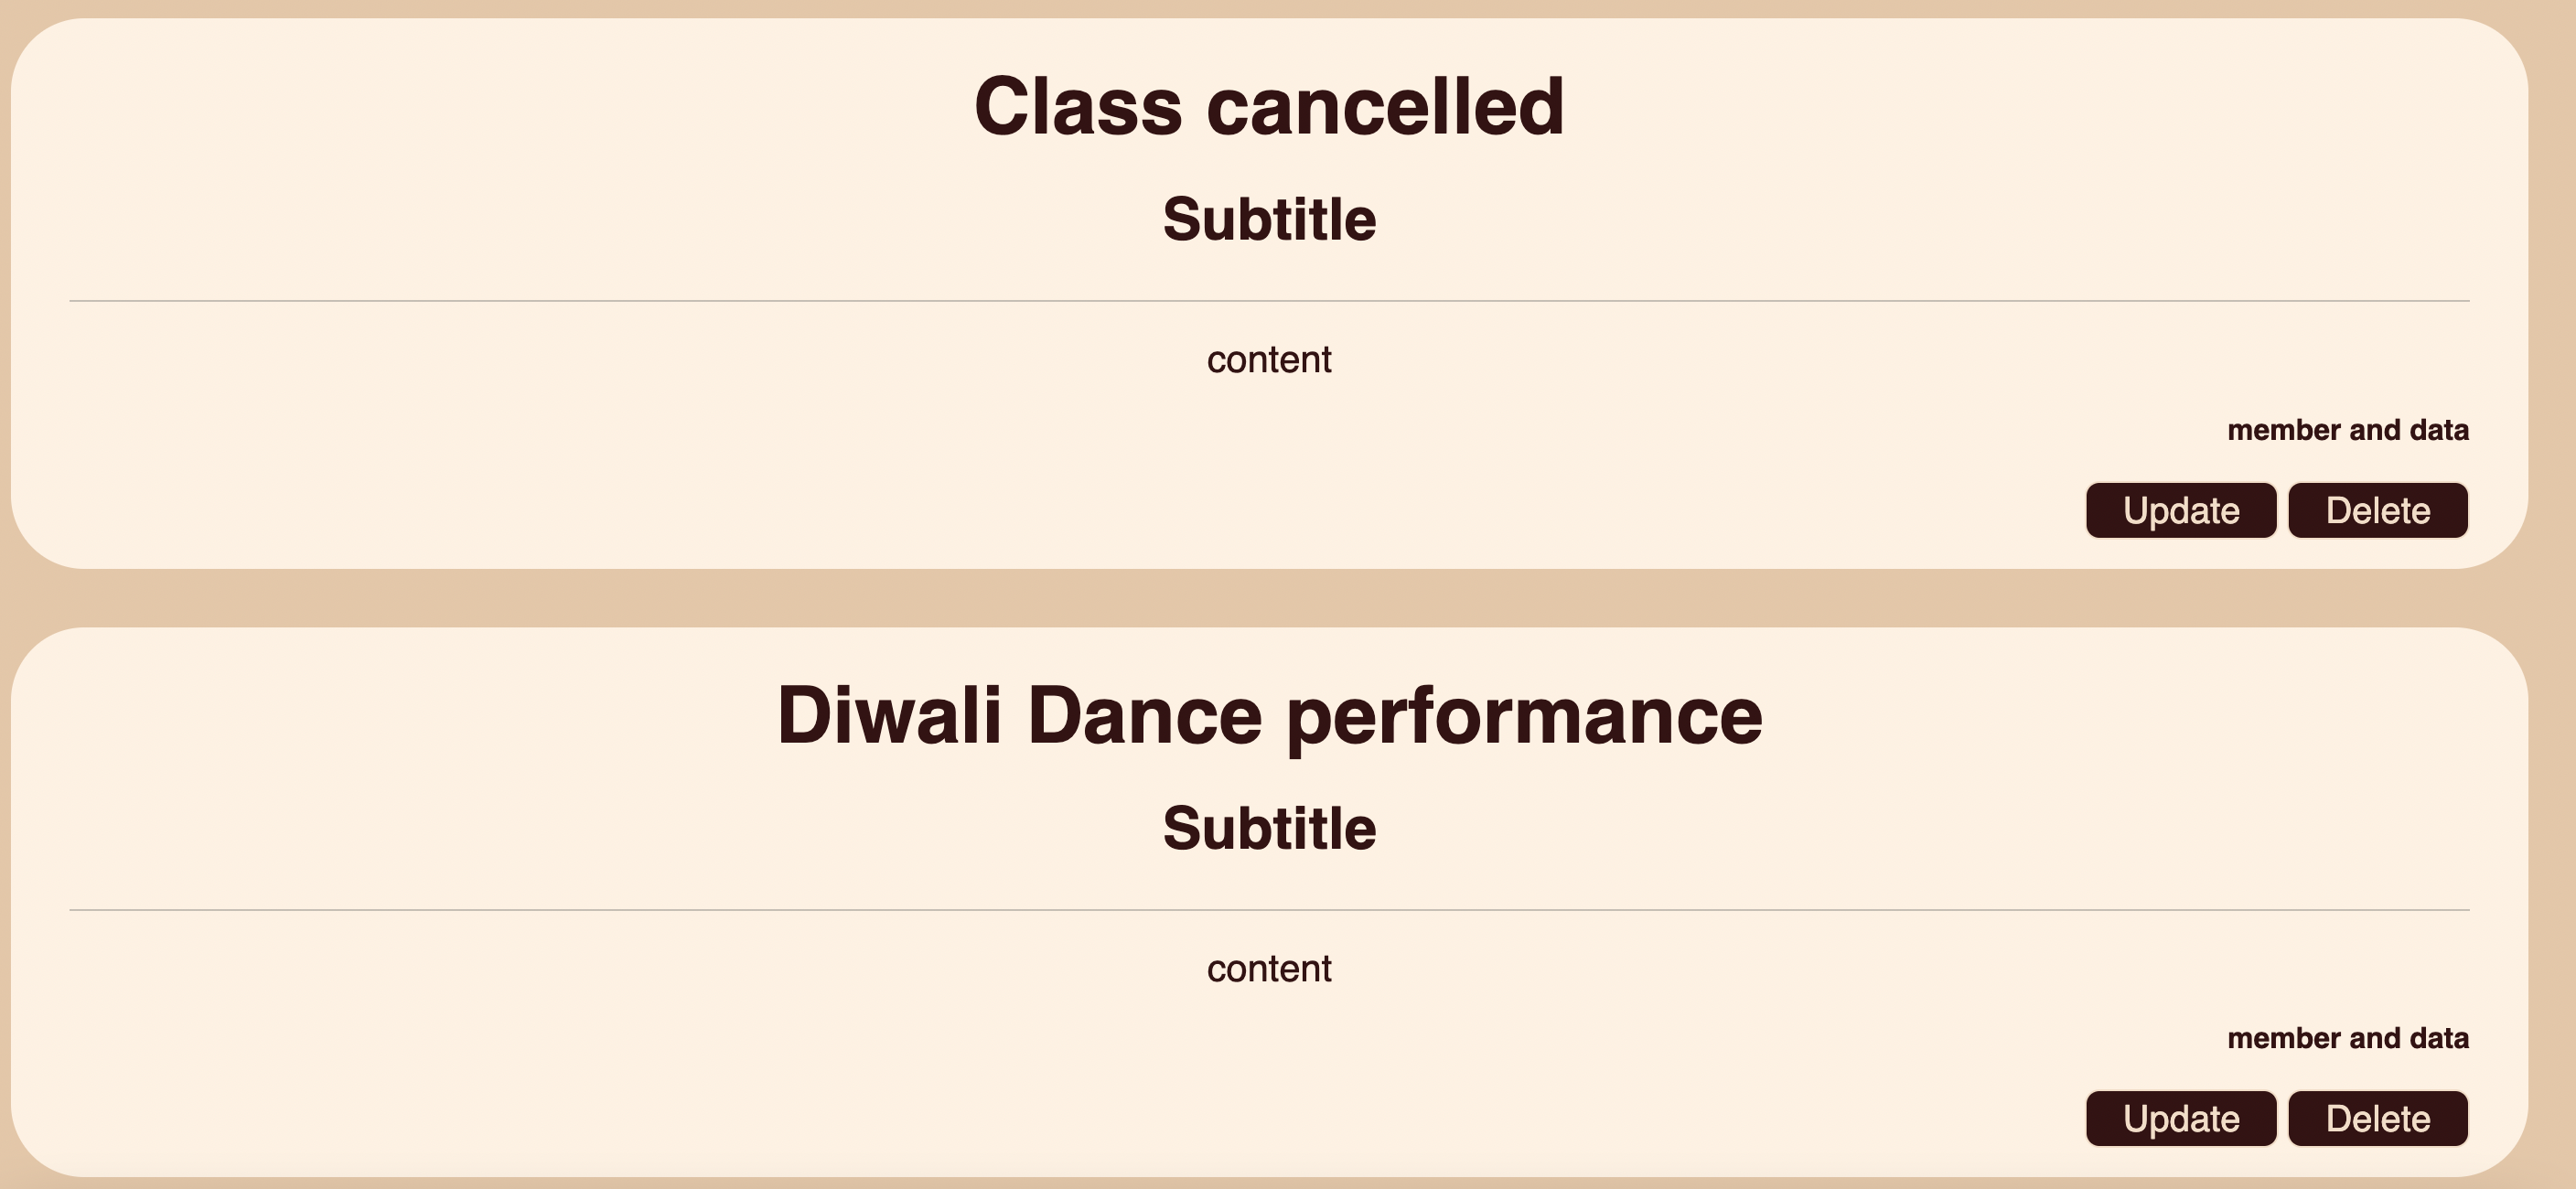 Class cancelled
Subtitle
content
member and data
Update Delete
Diwali Dance performance
Subtitle
content
member and data
Update Delete